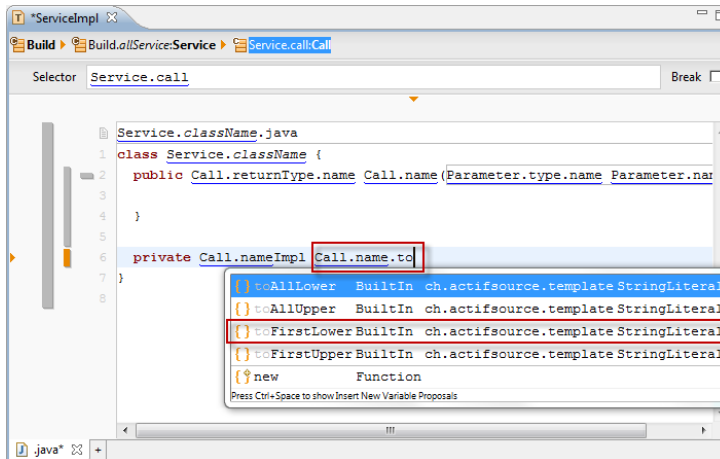 *ServiceImpl
Build Build.allService:Service Service.call:Call
Selector Service.call Break
Service.className.java
1 class Service.className {
2 public Call.returnType.name Call.name(Parameter.type.name Parameter.nam
3
4 }
5
6 private Call.nameImpl Call.name.to
7 }
8
toAllLower BuiltIn ch.actifsource.template StringLiteral
toAllUpper BuiltIn ch.actifsource.template StringLiteral
toFirstLower BuiltIn ch.actifsource.template StringLiteral
toFirstUpper BuiltIn ch.actifsource.template StringLiteral
new Function
Press Ctrl+Space to show Insert New Variable Proposals
.java*